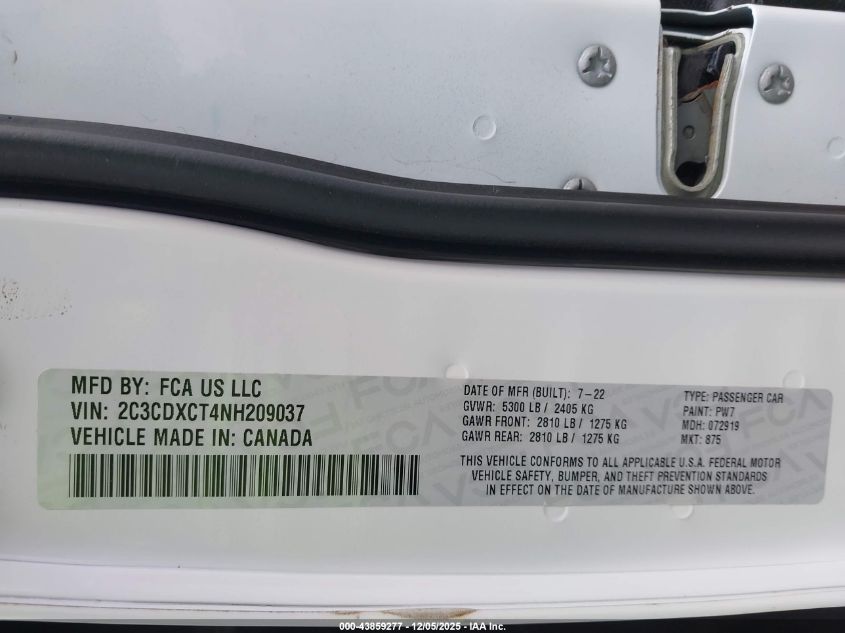 MFD BY: FCA US LLC
VIN: 2C3CDXCT4NH209037
VEHICLE MADE IN: CANADA
DATE OF MFR (BUILT): 7-22
GVWR: 5300 LB / 2405 KG
GAWR FRONT: 2810 LB / 1275 KG
GAWR REAR: 2810 LB / 1275 KG
TYPE: PASSENGER CAR
PAINT: PW7
MDH: 072919
MKT: 875
THIS VEHICLE CONFORMS TO ALL APPLICABLE U.S.A. FEDERAL MOTOR
VEHICLE SAFETY, BUMPER, AND THEFT PREVENTION STANDARDS
IN EFFECT ON THE DATE OF MANUFACTURE SHOWN ABOVE.
000-43859277 - 12/05/2025 - IAA Inc.